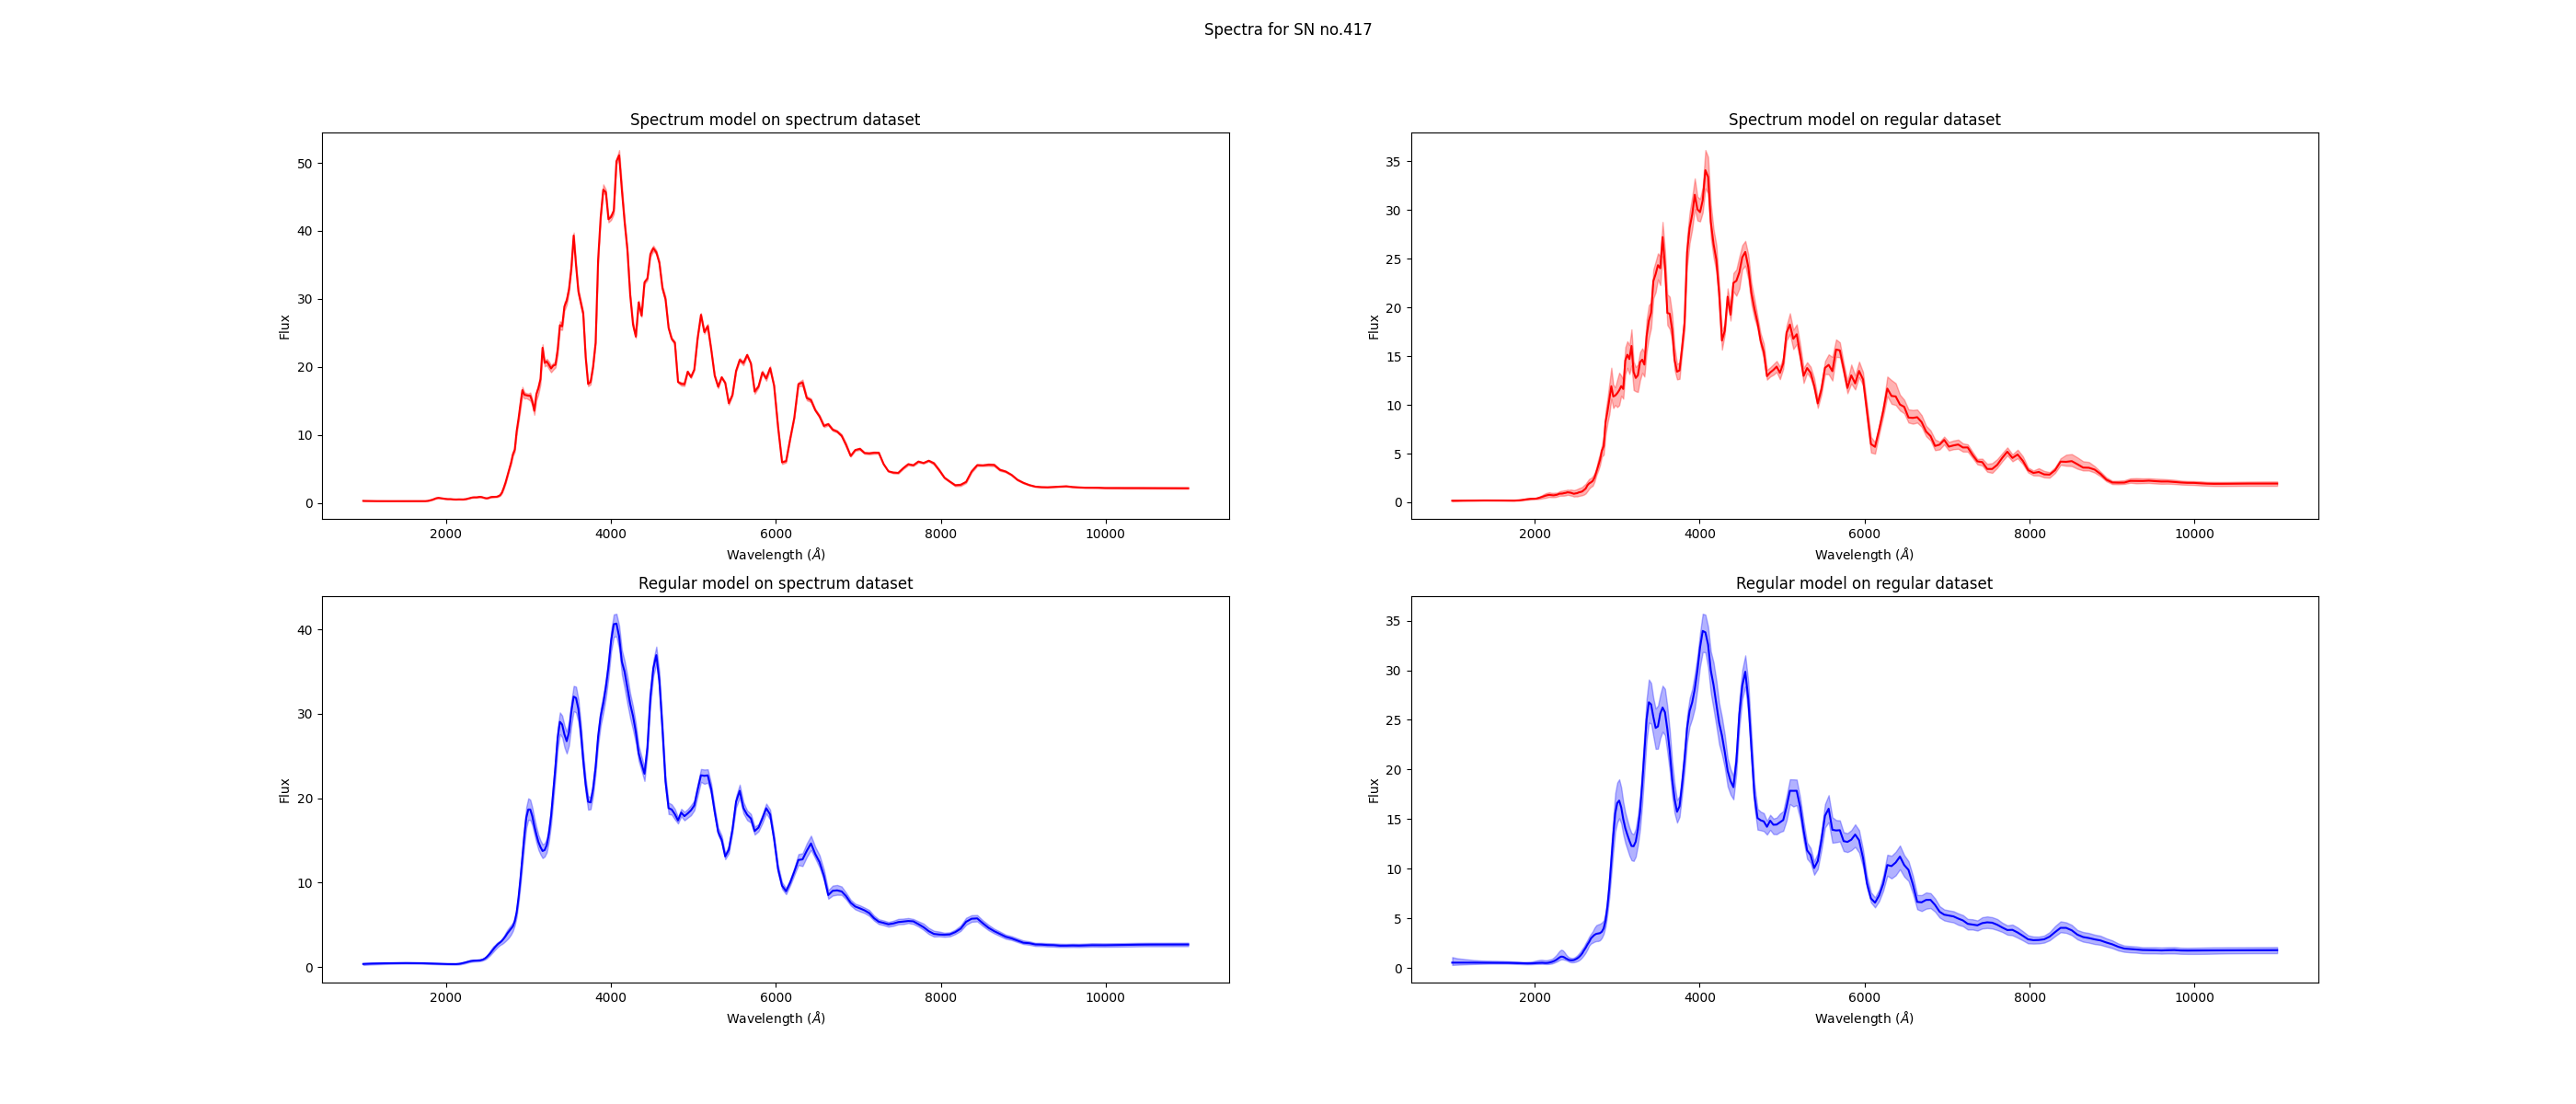 Spectra for SN no.417
Spectrum model on spectrum dataset
50
40
30
20
10
0
Flux
2000 4000 6000 8000 10000
Wavelength (Å)
Spectrum model on regular dataset
35
30
25
20
15
10
5
0
Flux
2000 4000 6000 8000 10000
Wavelength (Å)
Regular model on spectrum dataset
40
30
20
10
0
Flux
2000 4000 6000 8000 10000
Wavelength (Å)
Regular model on regular dataset
35
30
25
20
15
10
5
0
Flux
2000 4000 6000 8000 10000
Wavelength (Å)